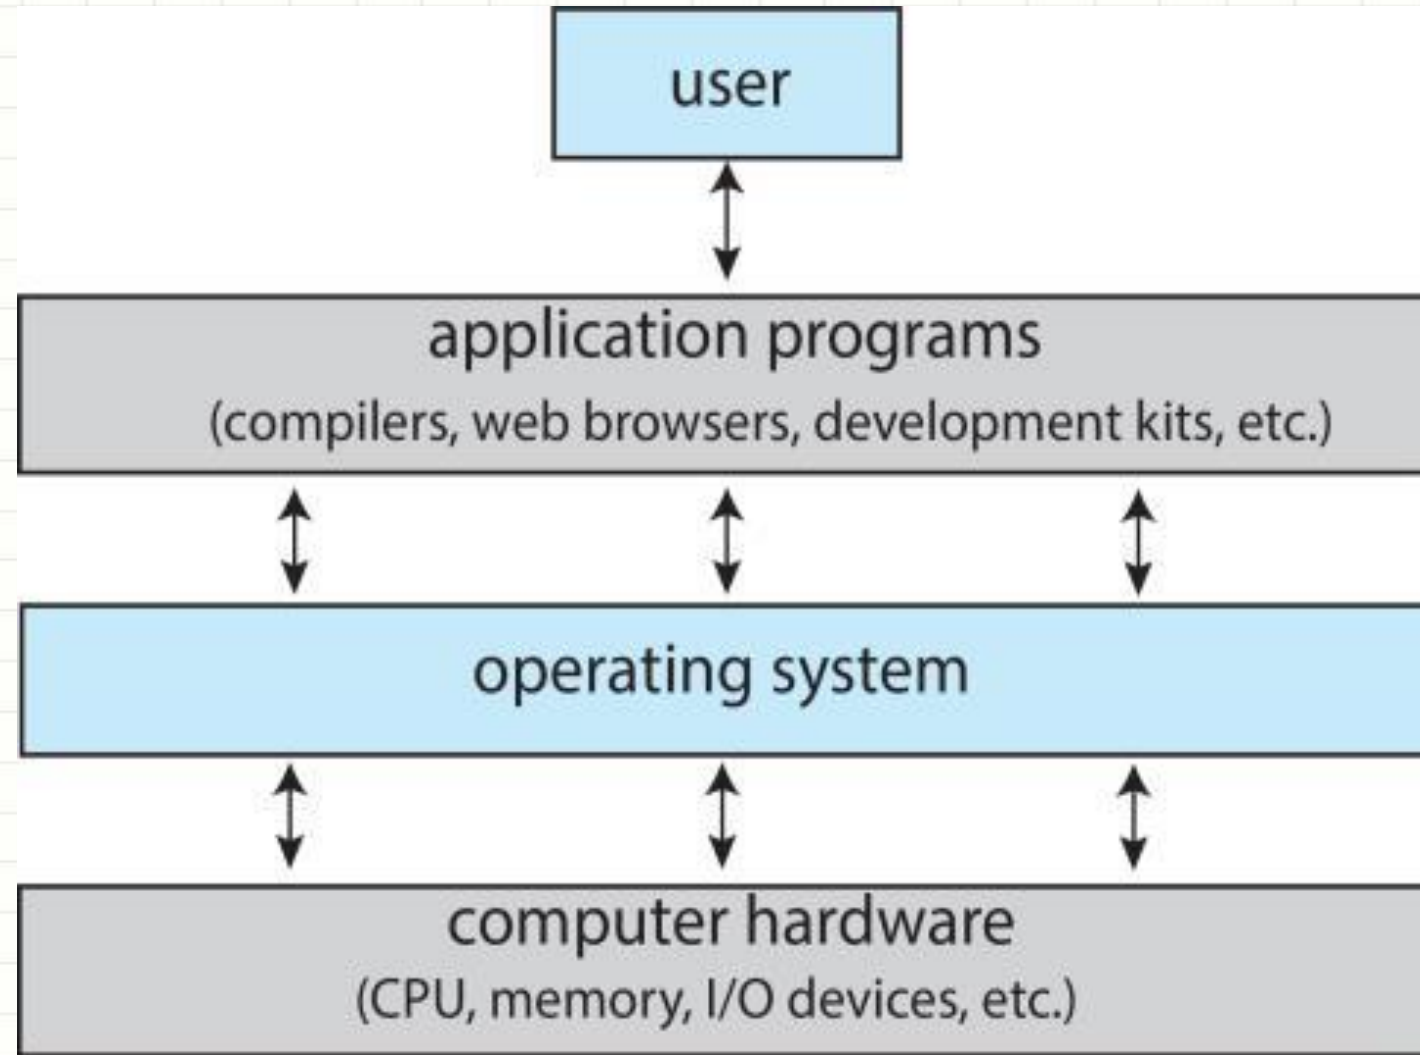 user
application programs
(compilers, web browsers, development kits, etc.)
operating system
computer hardware
(CPU, memory, I/O devices, etc.)